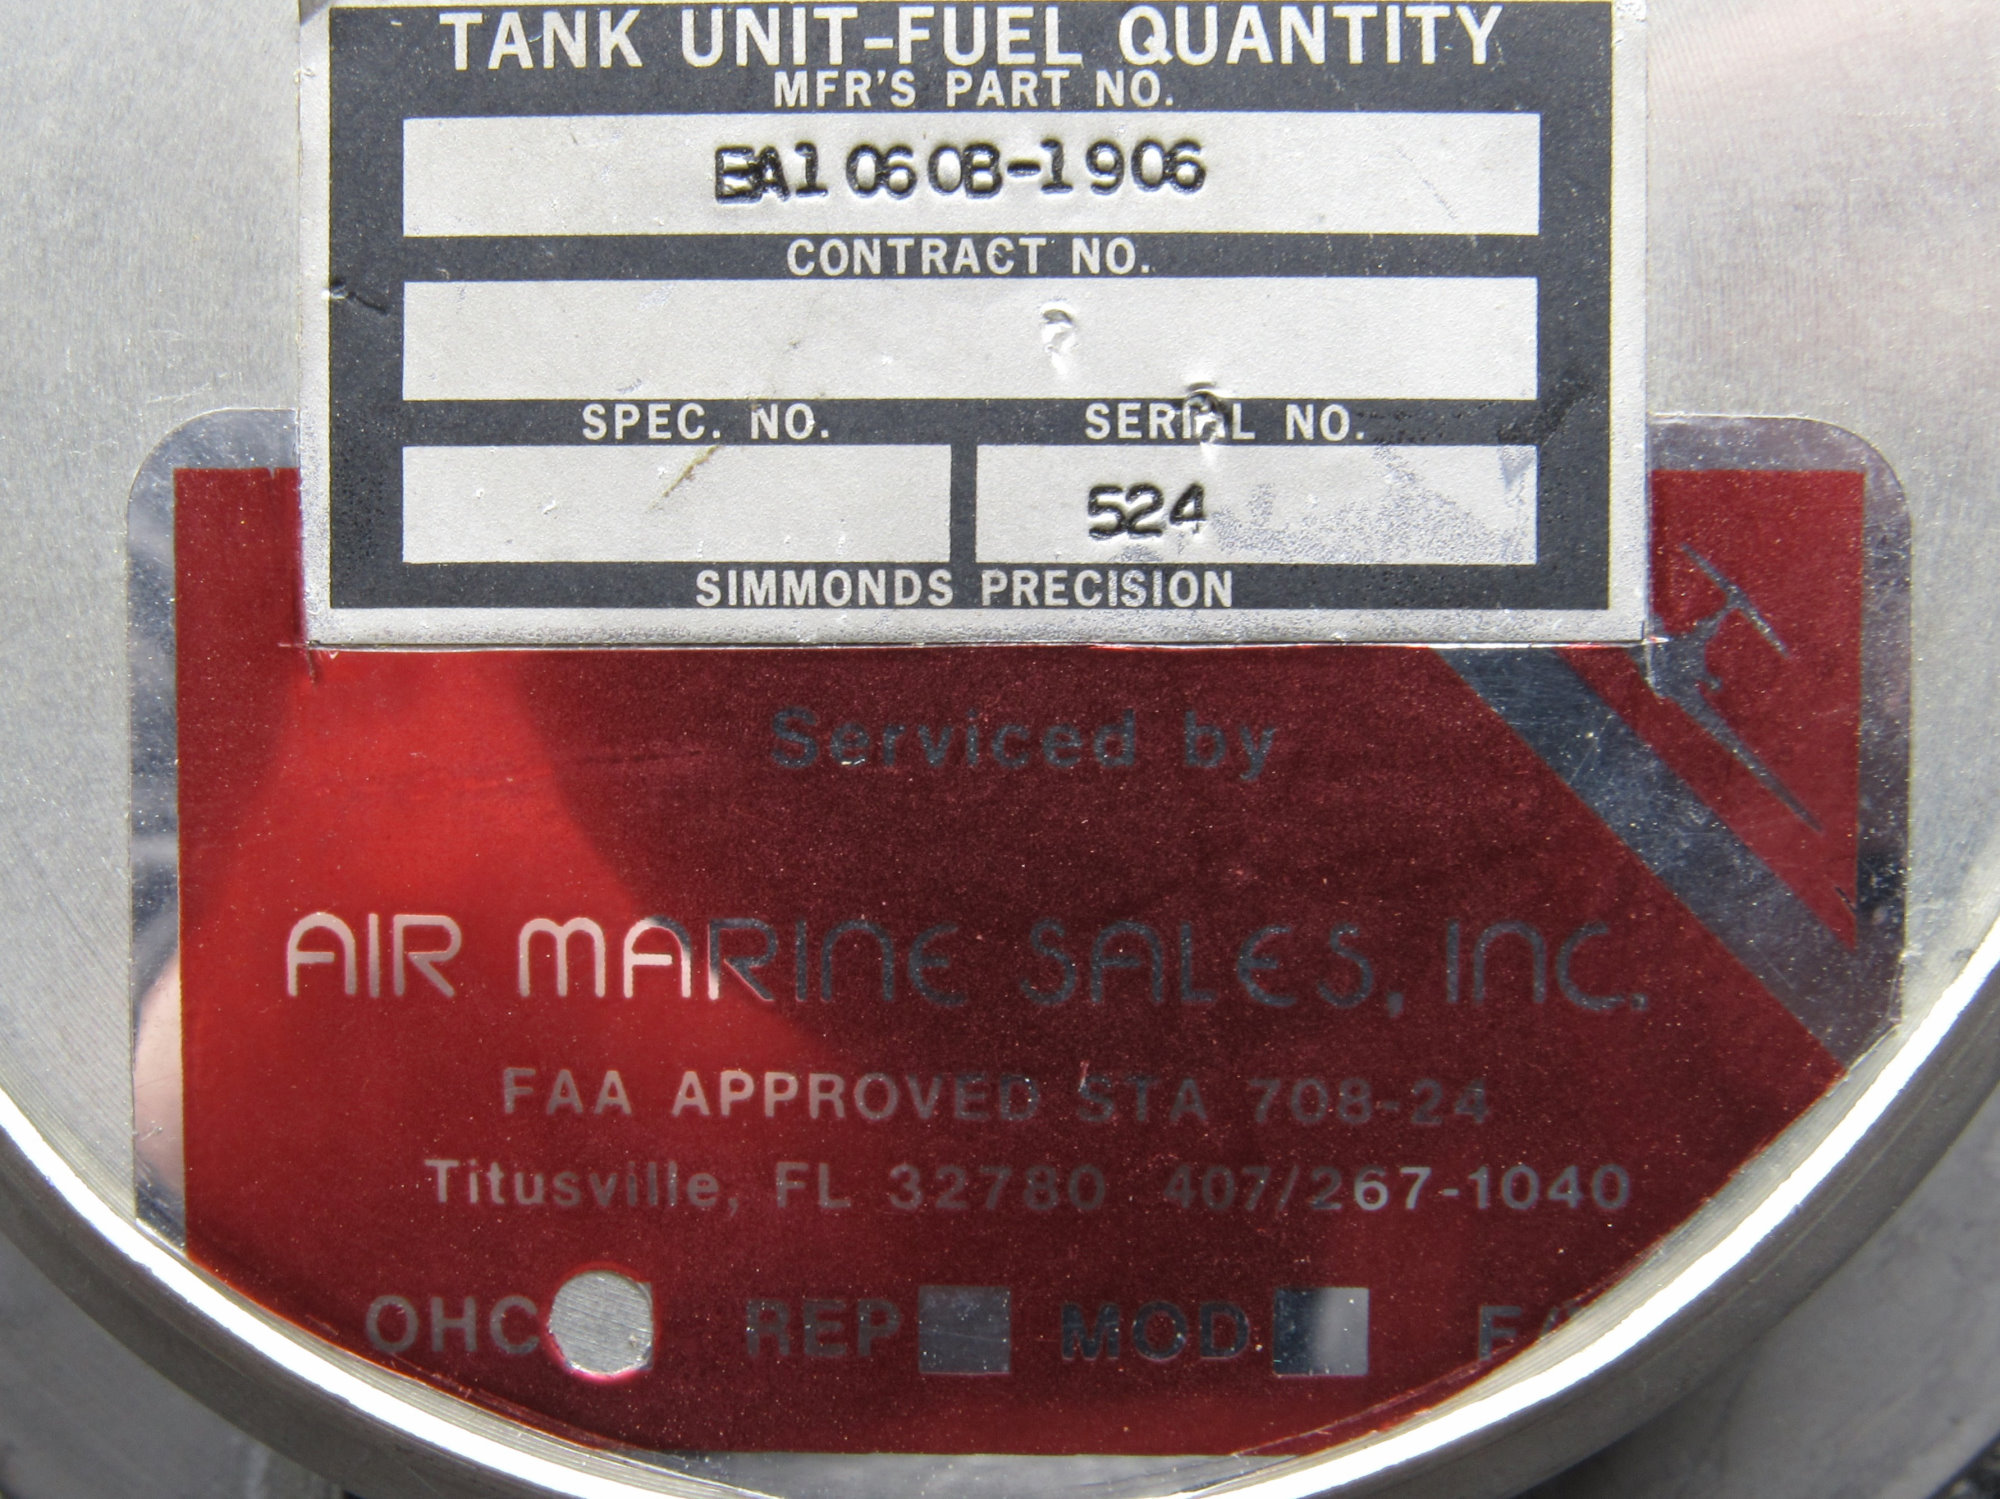 TANK UNIT-FUEL QUANTITY
MFR'S PART NO.
EA1060B-1906
CONTRACT NO.
SPEC. NO. SERIAL NO.
524
SIMMONDS PRECISION
Serviced by
AIR MARINE SALES, INC.
FAA APPROVED STA 708-24
Titusville, FL 32780 407/267-1040
OHC REP MOD